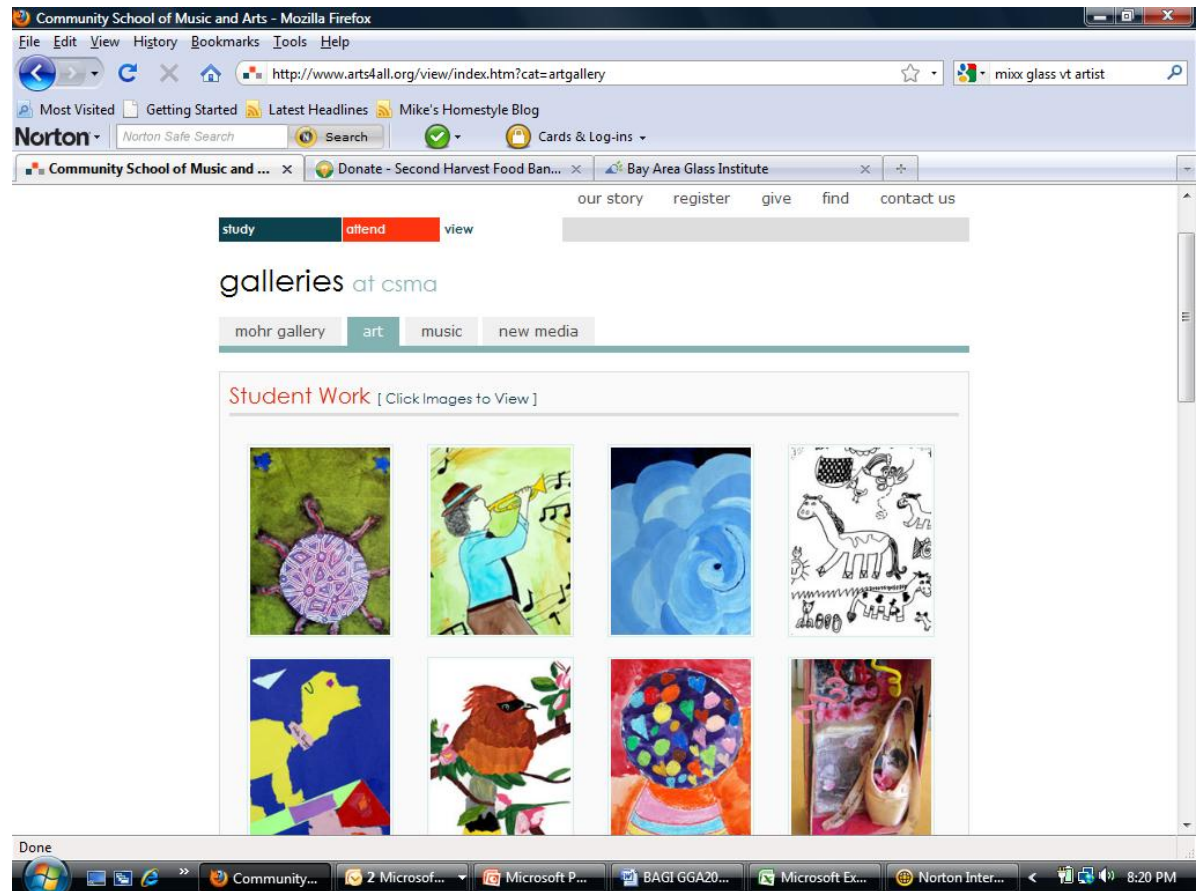 Community School of Music and Arts - Mozilla Firefox
File Edit View History Bookmarks Tools Help
http://www.arts4all.org/view/index.htm?cat=artgallery
mixx glass vt artist
Most Visited Getting Started Latest Headlines Mike's Homestyle Blog
Norton Norton Safe Search Search Cards & Log-ins
Community School of Music and ... Donate - Second Harvest Food Ban... Bay Area Glass Institute
our story register give find contact us
study attend view
galleries at csma
mohr gallery art music new media
Student Work [ Click Images to View ]
Done
Community... 2 Microsof... Microsoft P... BAGI GGA20... Microsoft Ex... Norton Inter... 8:20 PM